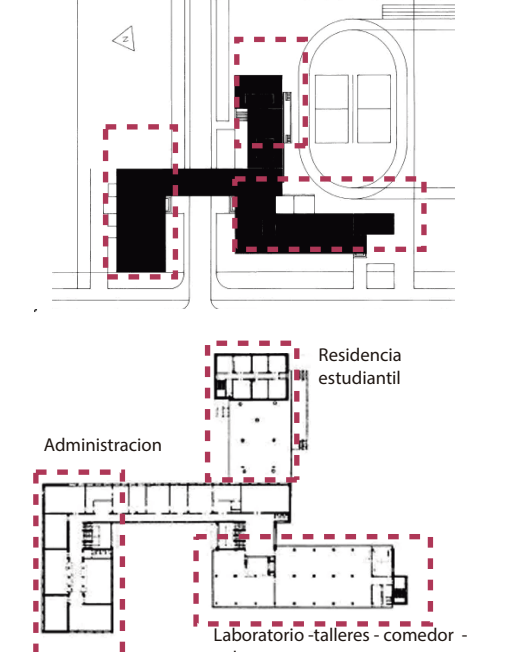 N
Residencia
estudiantil
Administracion
Laboratorio -talleres - comedor -